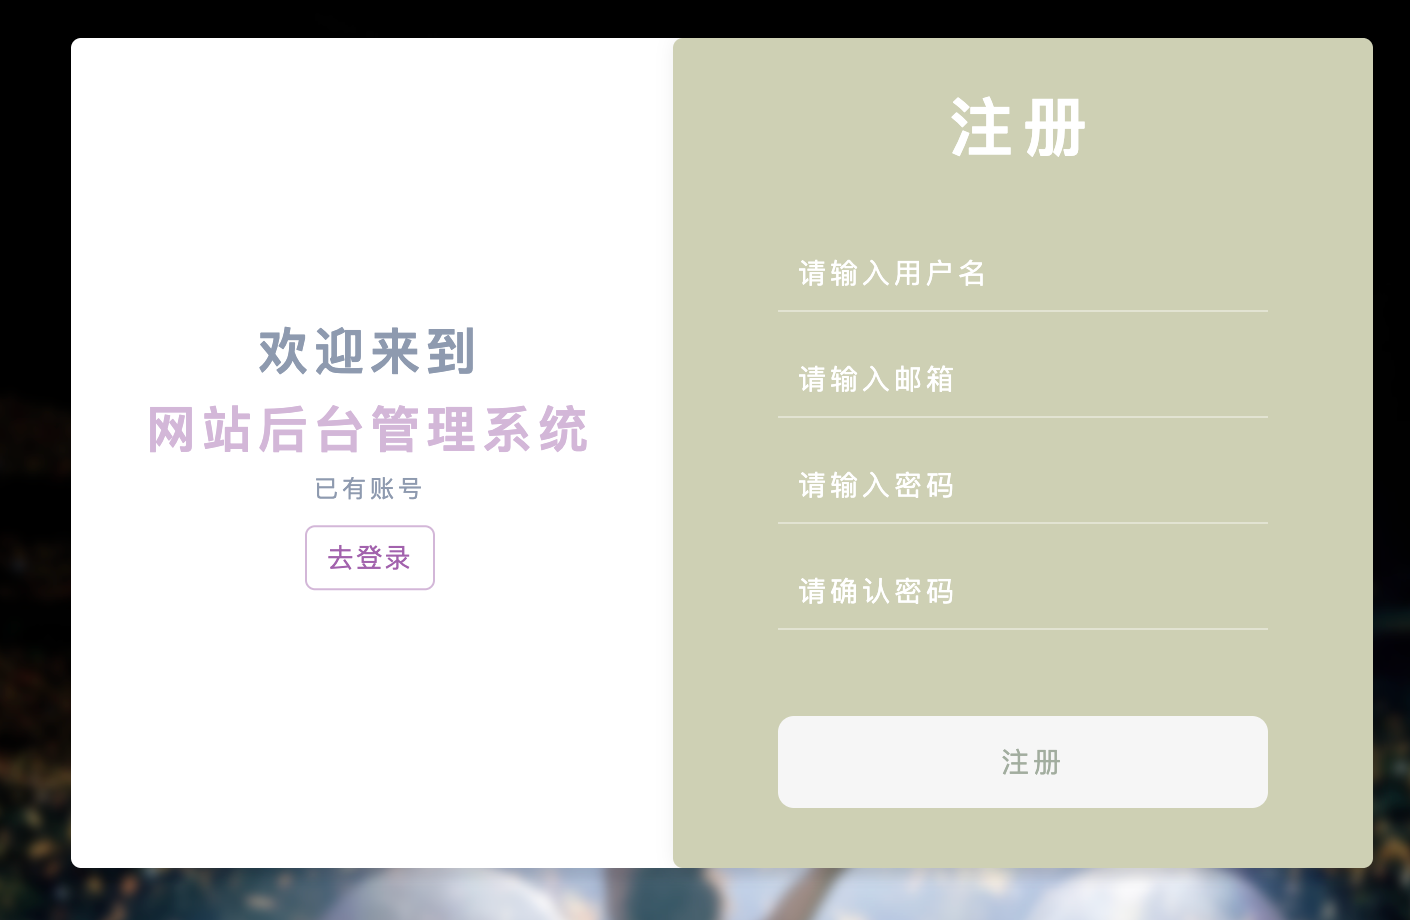 欢迎来到
网站后台管理系统
已有账号
去登录
注册
请输入用户名
请输入邮箱
请输入密码
请确认密码
注册